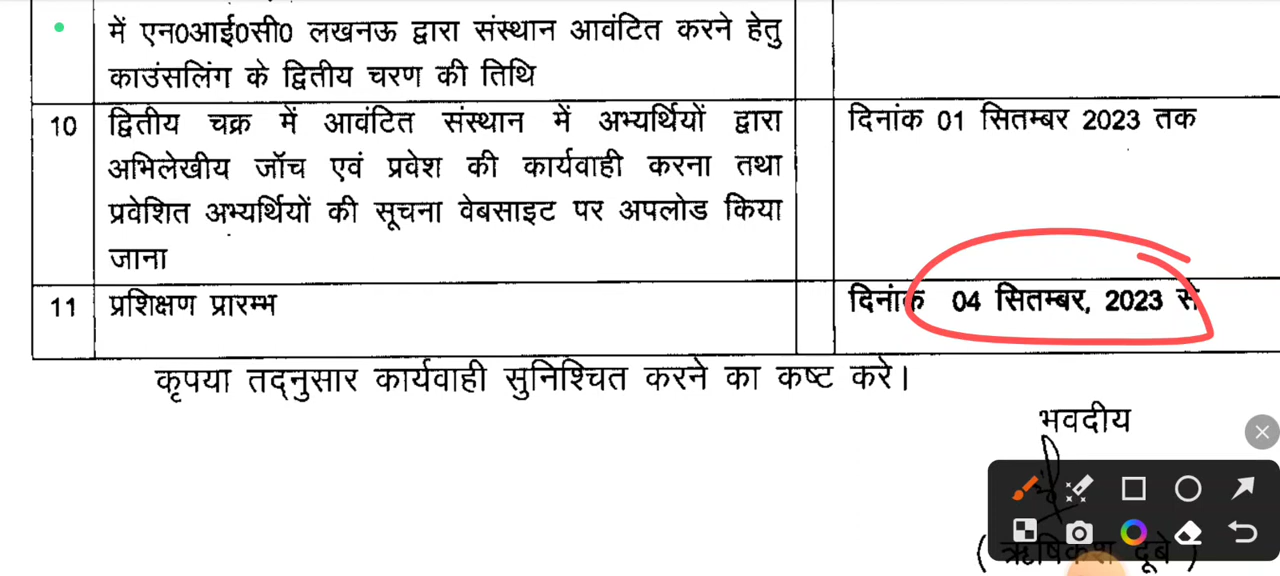 में एन0आई0सी0 लखनऊ द्वारा संस्थान आवंटित करने हेतु
काउंसलिंग के द्वितीय चरण की तिथि
10 द्वितीय चक्र में आवंटित संस्थान में अभ्यर्थियों द्वारा दिनांक 01 सितम्बर 2023 तक
अभिलेखीय जॉच एवं प्रवेश की कार्यवाही करना तथा
प्रवेशित अभ्यर्थियों की सूचना वेबसाइट पर अपलोड किया
जाना
11 प्रशिक्षण प्रारम्भ दिनांक 04 सितम्बर, 2023 से
कृपया तद्नुसार कार्यवाही सुनिश्चित करने का कष्ट करे।
भवदीय
( ऋषिकेश दूबे )